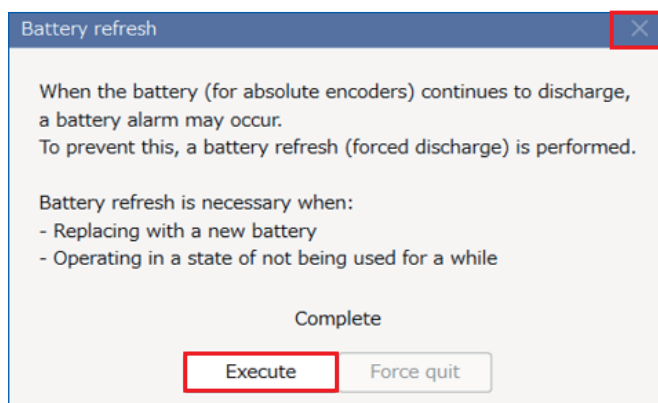 Battery refresh
When the battery (for absolute encoders) continues to discharge,
a battery alarm may occur.
To prevent this, a battery refresh (forced discharge) is performed.
Battery refresh is necessary when:
- Replacing with a new battery
- Operating in a state of not being used for a while
Complete
Execute Force quit